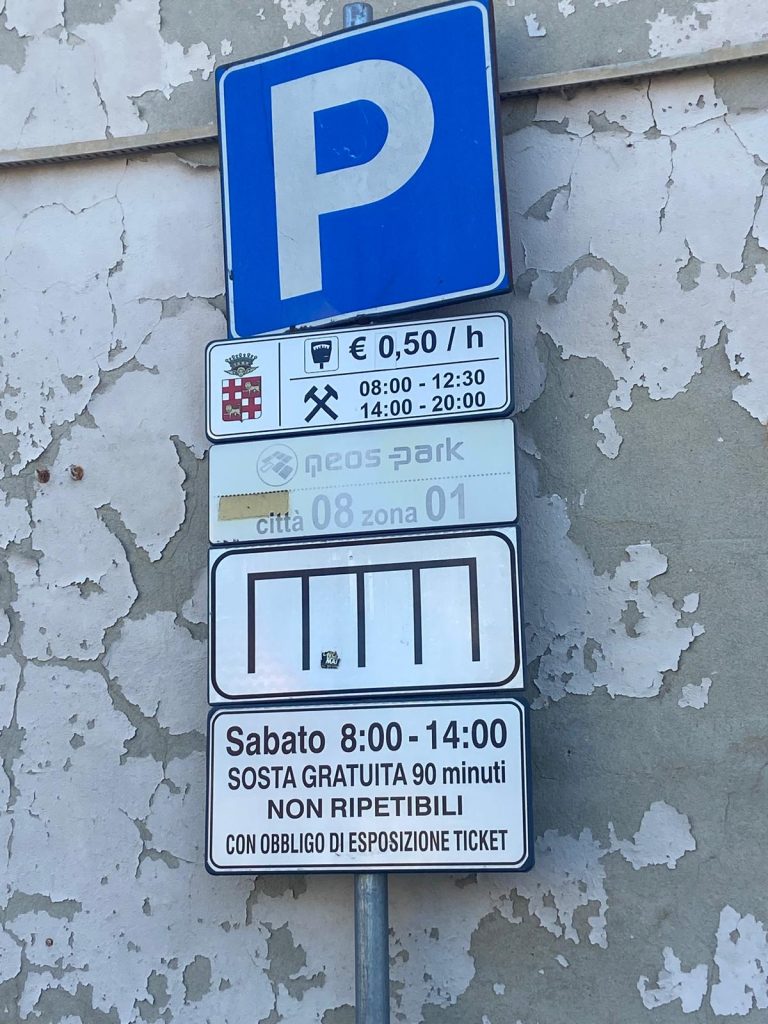 P
€ 0,50 / h
08:00 - 12:30
14:00 - 20:00
neos park
città 08 zona 01
Sabato 8:00 - 14:00
SOSTA GRATUITA 90 minuti
NON RIPETIBILI
CON OBBLIGO DI ESPOSIZIONE TICKET